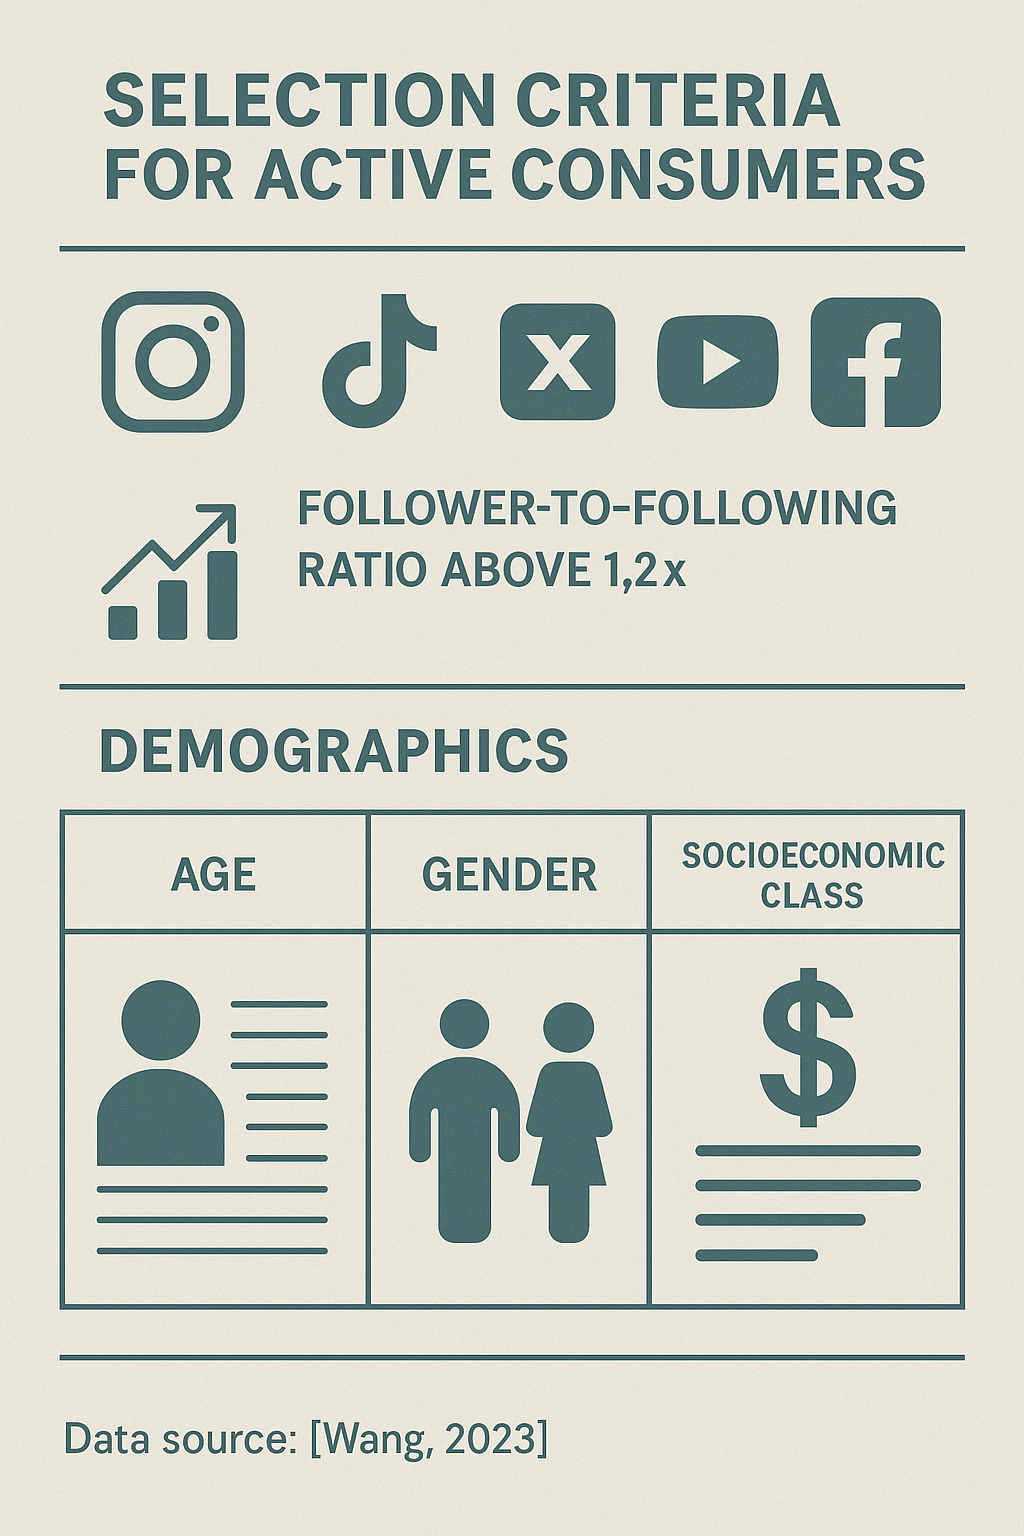 SELECTION CRITERIA
FOR ACTIVE CONSUMERS
X
f
FOLLOWER-TO-FOLLOWING
RATIO ABOVE 1,2x
DEMOGRAPHICS
AGE
GENDER
SOCIOECONOMIC
CLASS
$
Data source: [Wang, 2023]